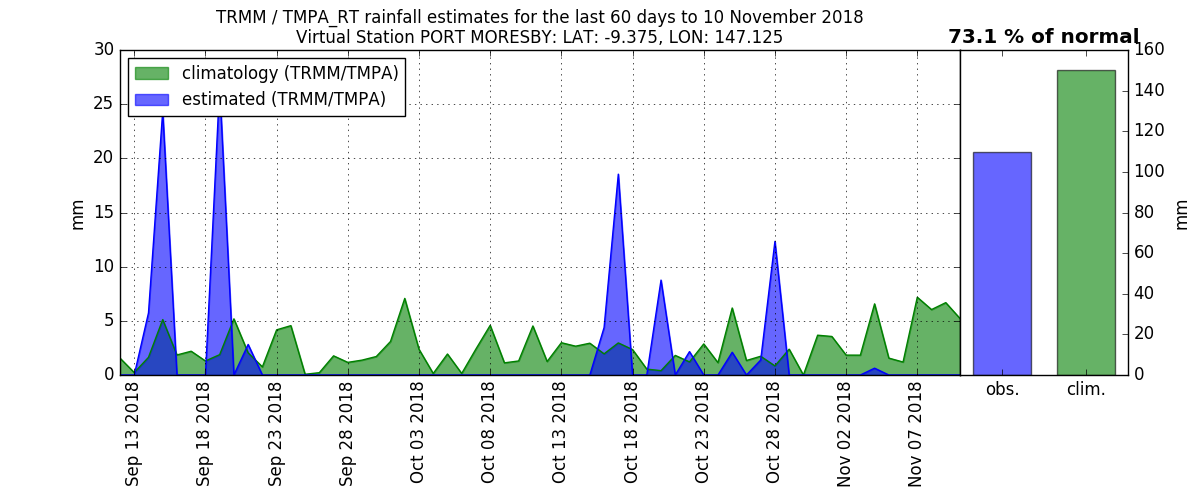 TRMM / TMPA_RT rainfall estimates for the last 60 days to 10 November 2018
Virtual Station PORT MORESBY: LAT: -9.375, LON: 147.125
73.1 % of normal
climatology (TRMM/TMPA)
estimated (TRMM/TMPA)
30
25
20
15
10
5
0
mm
Sep 13 2018
Sep 18 2018
Sep 23 2018
Sep 28 2018
Oct 03 2018
Oct 08 2018
Oct 13 2018
Oct 18 2018
Oct 23 2018
Oct 28 2018
Nov 02 2018
Nov 07 2018
obs.
clim.
160
140
120
100
80
60
40
20
0
mm